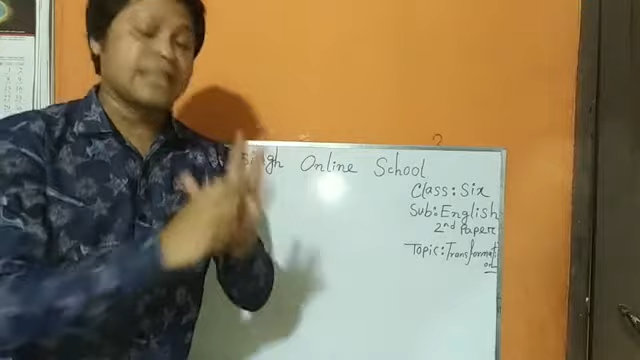 Online School
Class: Six
Sub: English
2nd Paper
Topic: Transformati
on